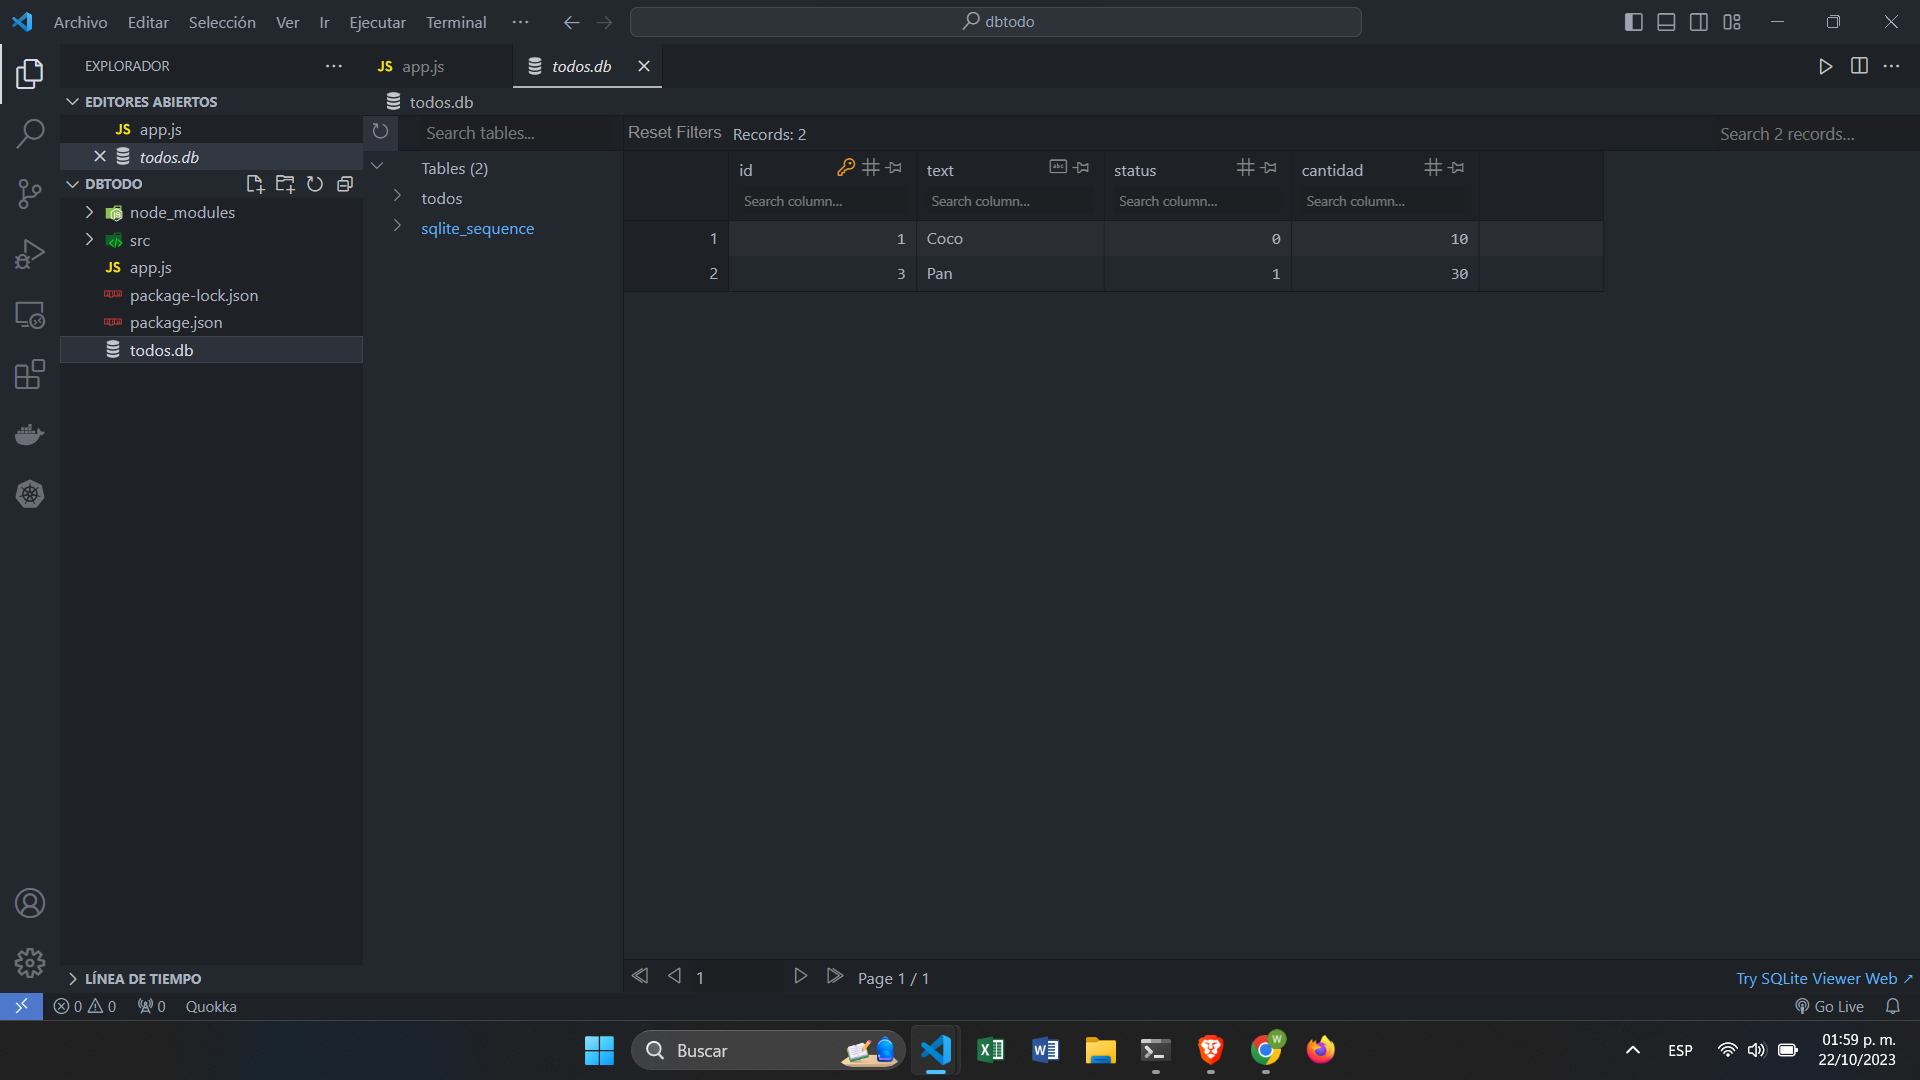 Archivo Editar Selección Ver Ir Ejecutar Terminal ··· dbtodo
EXPLORADOR ···
JS app.js todos.db
EDITORES ABIERTOS
JS app.js
todos.db
DBTODO
node_modules
src
JS app.js
package-lock.json
package.json
todos.db
LÍNEA DE TIEMPO
todos.db
Search tables...
Tables (2)
todos
sqlite_sequence
Reset Filters Records: 2 Search 2 records...
id text status cantidad
Search column... Search column... Search column... Search column...
1 1 Coco 0 10
2 3 Pan 1 30
1 Page 1 / 1 Try SQLite Viewer Web ↗
0 0 0 Quokka Go Live
Buscar W ESP 01:59 p. m.
22/10/2023